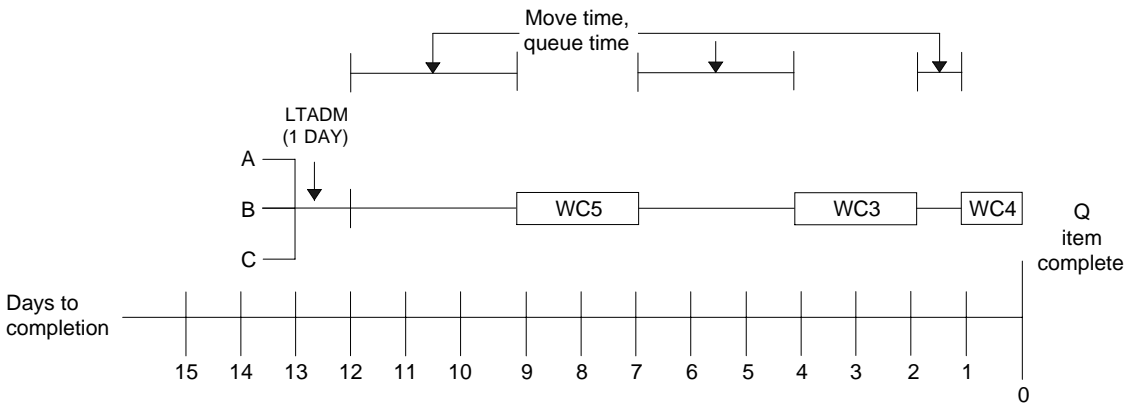 Move time,
queue time
LTADM
(1 DAY)
A
B
C
WC5
WC3
WC4
Q
item
complete
Days to
completion
15 14 13 12 11 10 9 8 7 6 5 4 3 2 1 0